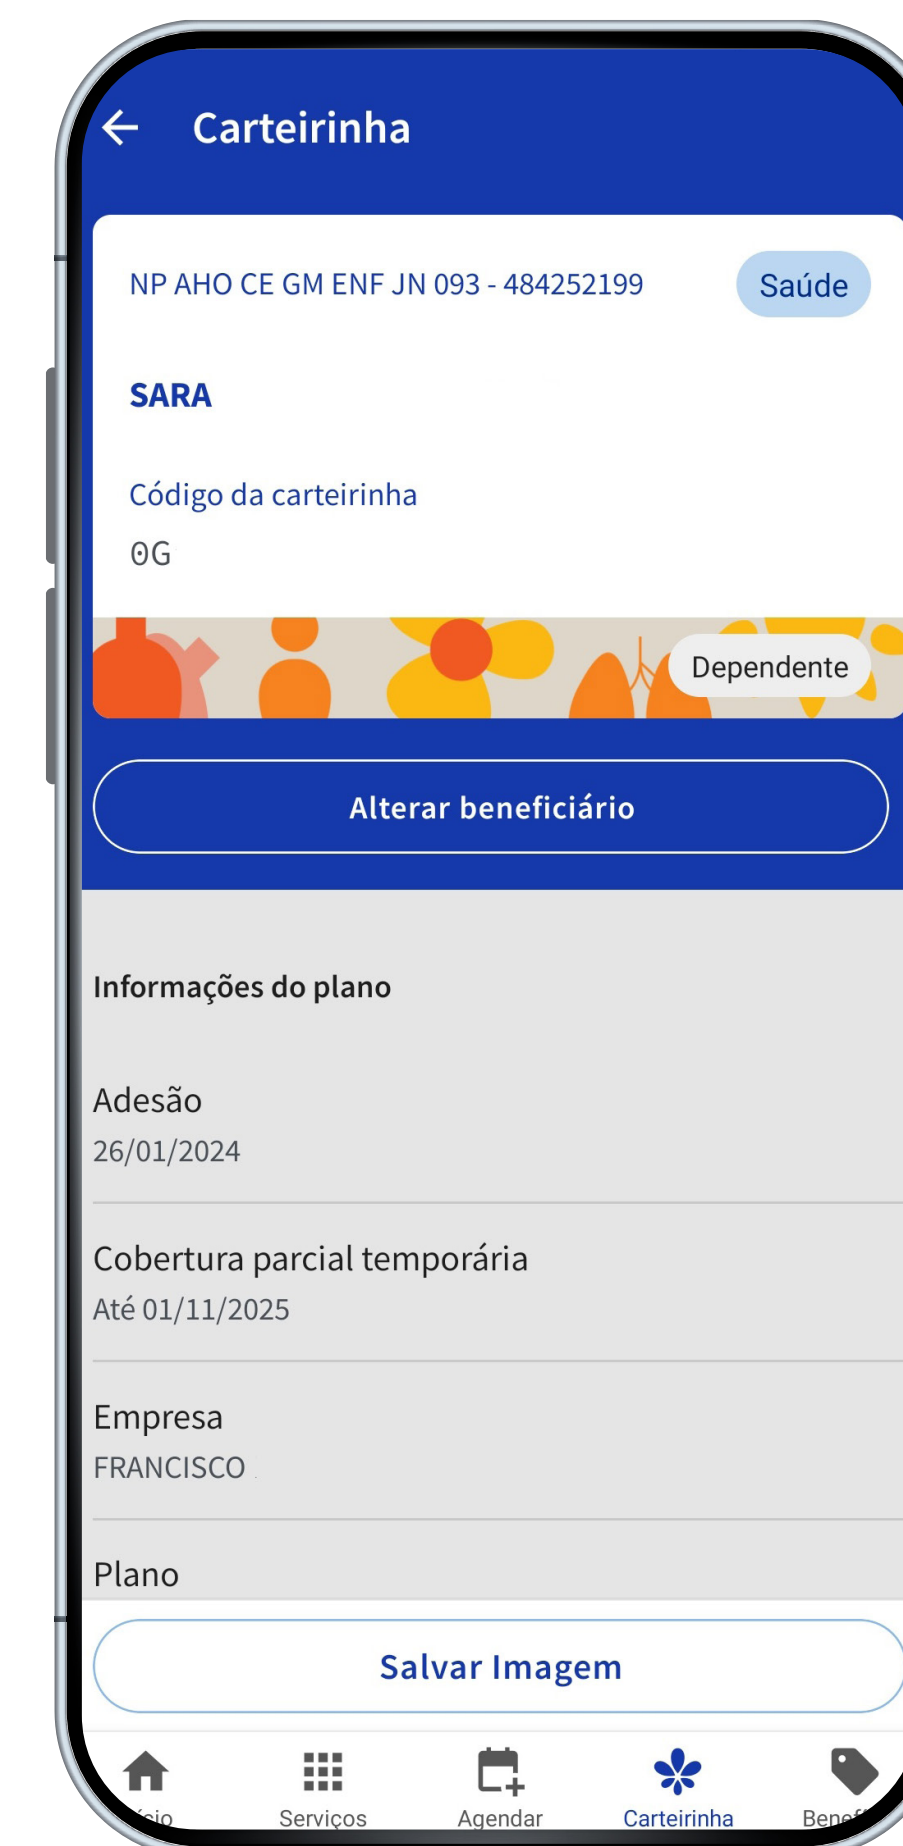 Carteirinha
NP AHO CE GM ENF JN 093 - 484252199
Saúde
SARA
Código da carteirinha
0G
Dependente
Alterar beneficiário
Informações do plano
Adesão
26/01/2024
Cobertura parcial temporária
Até 01/11/2025
Empresa
FRANCISCO
Plano
Salvar Imagem
Serviços
Agendar
Carteirinha